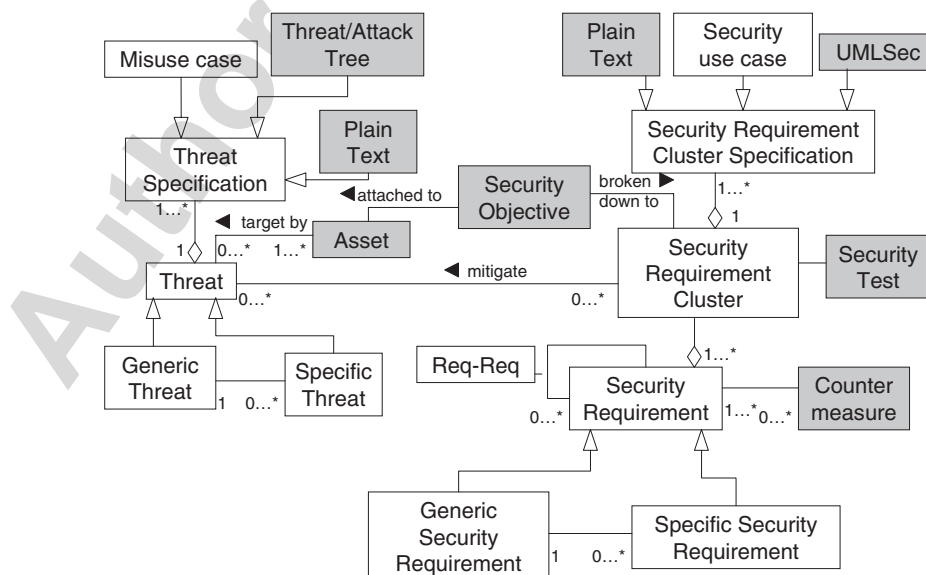 Misuse case
Threat/Attack
Tree
Plain
Text
Security
use case
UMLSec
Threat
Specification
Plain
Text
Security Requirement
Cluster Specification
1...*
◀ attached to
Security
Objective
broken ▶
down to
1...*
1
◀ target by
Asset
1
0...*
1...*
Threat
◀ mitigate
0...*
0...*
Security
Requirement
Cluster
Security
Test
Generic
Threat
1
0...*
Specific
Threat
Req-Req
0...*
1...*
Security
Requirement
1...*
0...*
Counter
measure
Generic
Security
Requirement
1
0...*
Specific Security
Requirement
Author